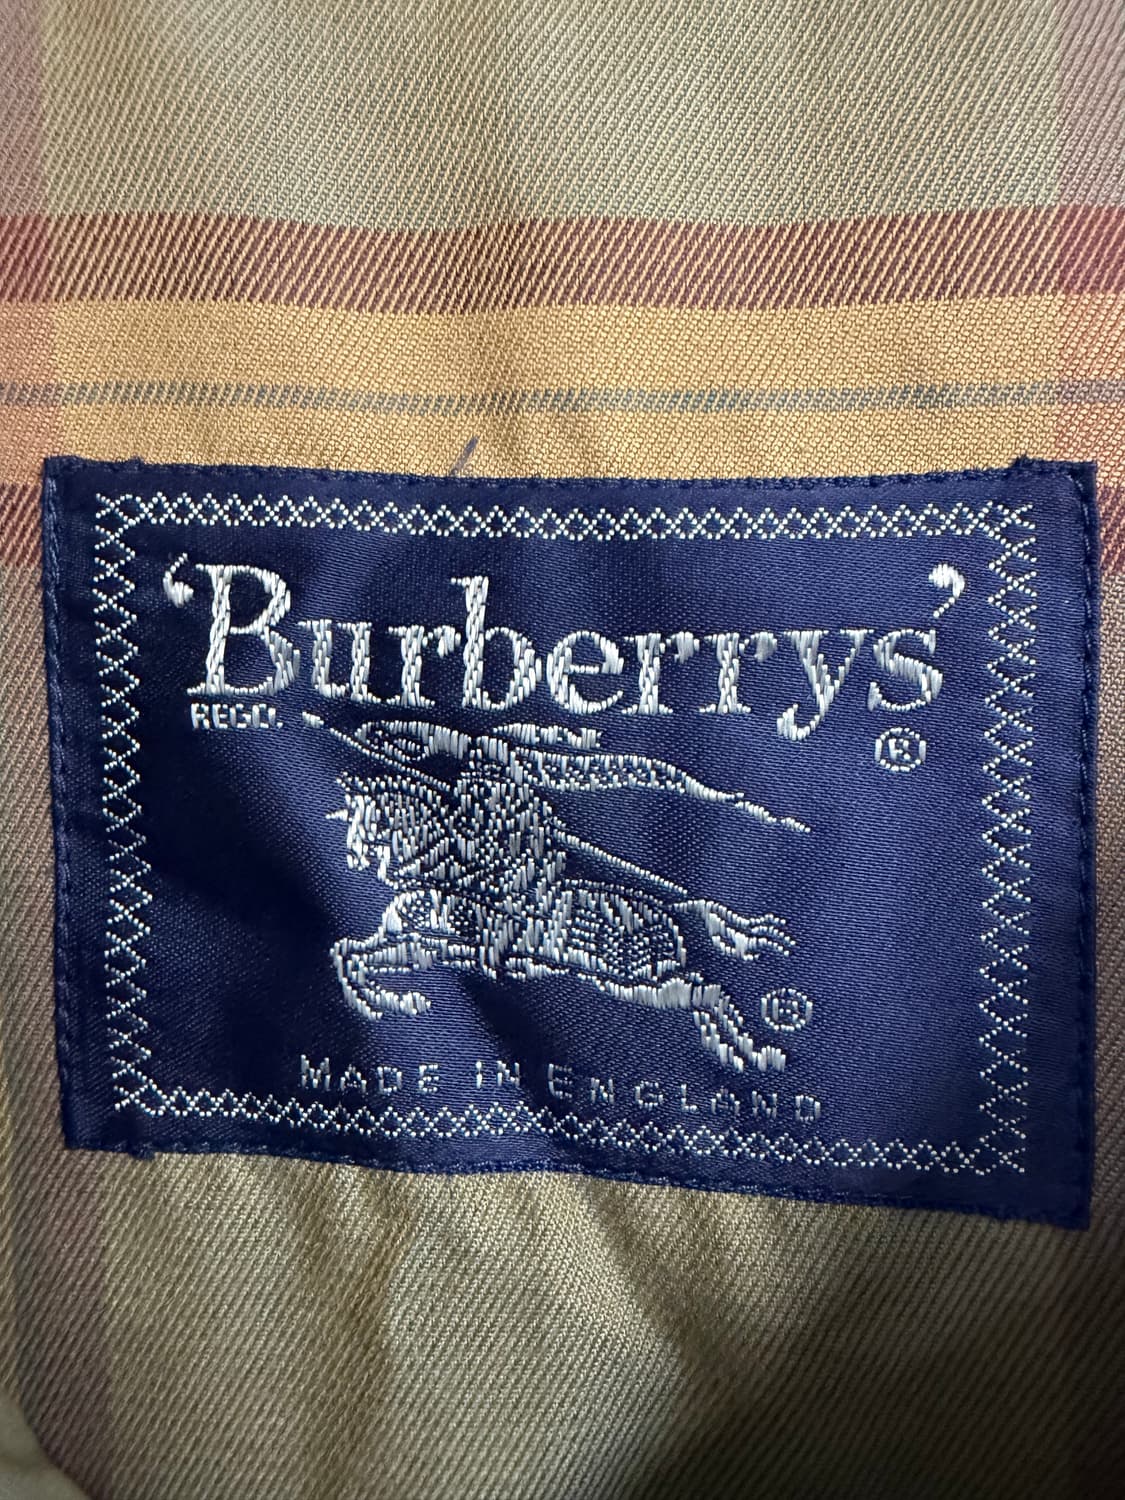 ‘Burberrys’
REGD. ®
®
MADE IN ENGLAND